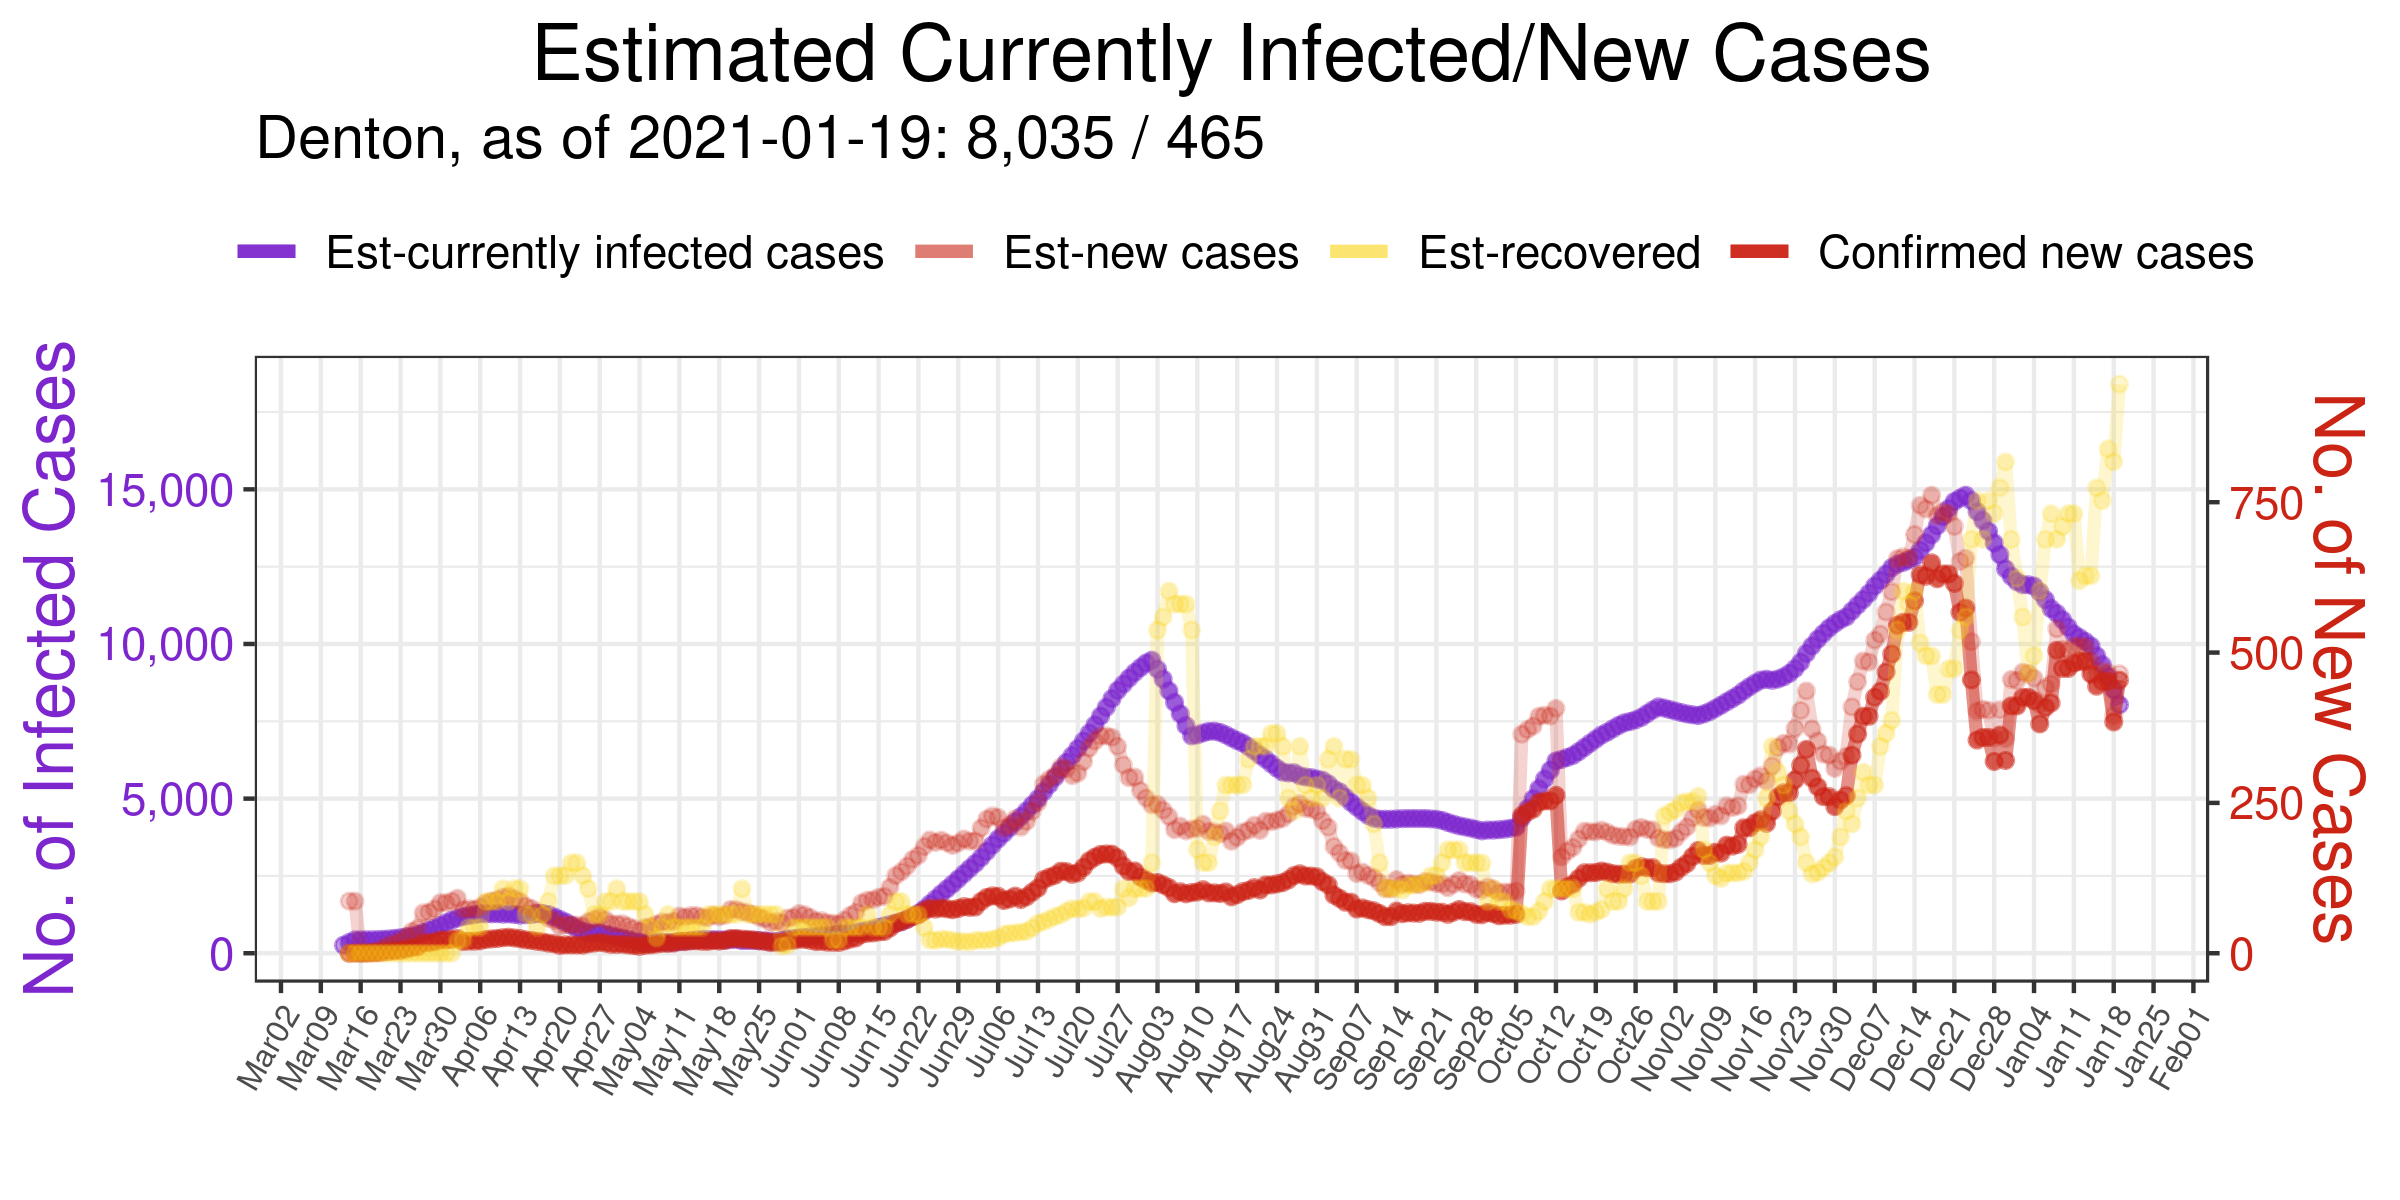 Estimated Currently Infected/New Cases
Denton, as of 2021-01-19: 8,035 / 465
Est-currently infected cases Est-new cases Est-recovered Confirmed new cases
No. of Infected Cases
15,000
10,000
5,000
0
750
500
250
0
No. of New Cases
Mar02 Mar09 Mar16 Mar23 Mar30 Apr06 Apr13 Apr20 Apr27 May04 May11 May18 May25 Jun01 Jun08 Jun15 Jun22 Jun29 Jul06 Jul13 Jul20 Jul27 Aug03 Aug10 Aug17 Aug24 Aug31 Sep07 Sep14 Sep21 Sep28 Oct05 Oct12 Oct19 Oct26 Nov02 Nov09 Nov16 Nov23 Nov30 Dec07 Dec14 Dec21 Dec28 Jan04 Jan11 Jan18 Jan25 Feb01